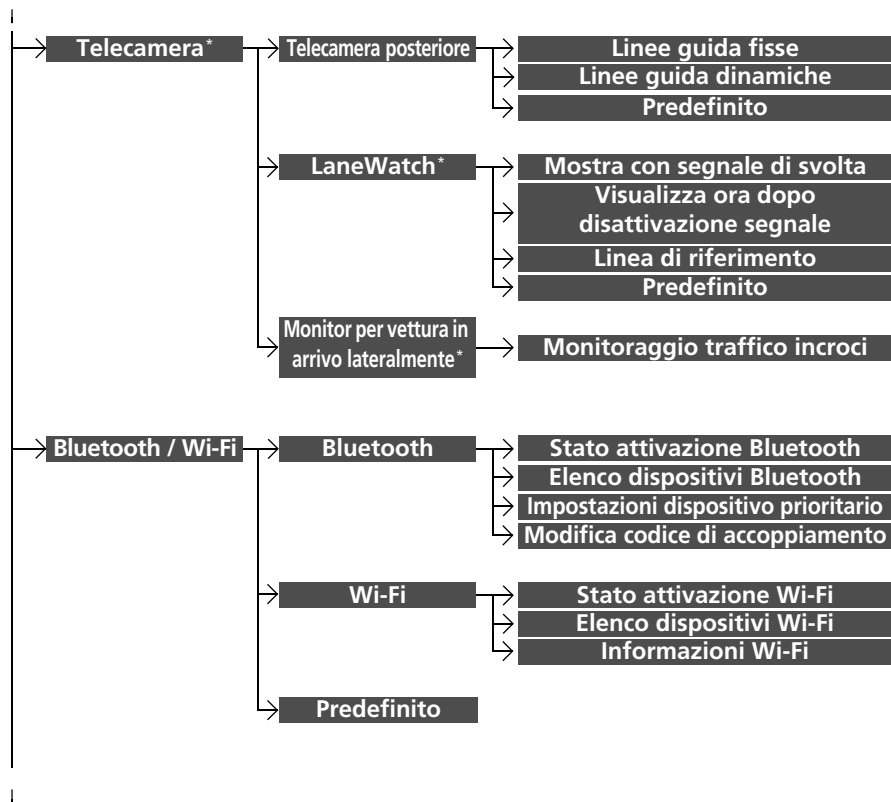 Telecamera*
Telecamera posteriore
Linee guida fisse
Linee guida dinamiche
Predefinito
LaneWatch*
Mostra con segnale di svolta
Visualizza ora dopo
disattivazione segnale
Linea di riferimento
Predefinito
Monitor per vettura in
arrivo lateralmente*
Monitoraggio traffico incroci
Bluetooth / Wi-Fi
Bluetooth
Stato attivazione Bluetooth
Elenco dispositivi Bluetooth
Impostazioni dispositivo prioritario
Modifica codice di accoppiamento
Wi-Fi
Stato attivazione Wi-Fi
Elenco dispositivi Wi-Fi
Informazioni Wi-Fi
Predefinito